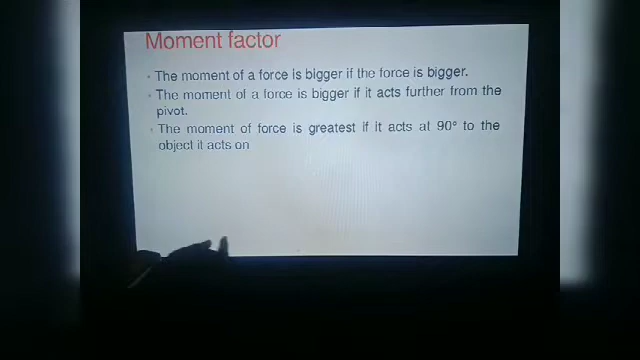 Moment factor
• The moment of a force is bigger if the force is bigger.
• The moment of a force is bigger if it acts further from the
pivot.
• The moment of force is greatest if it acts at 90° to the
object it acts on